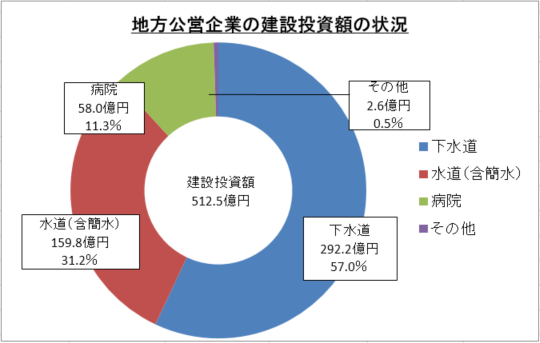 地方公営企業の建設投資額の状況
病院
58.0億円
11.3%
その他
2.6億円
0.5%
下水道
水道(含簡水)
病院
その他
建設投資額
512.5億円
水道(含簡水)
159.8億円
31.2%
下水道
292.2億円
57.0%